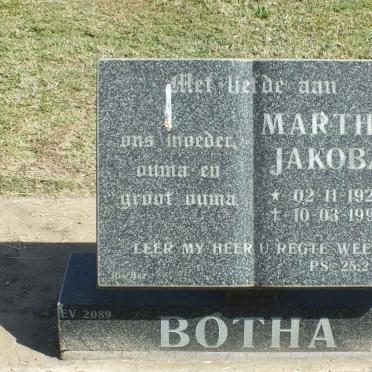 Met liefde aan
ons moeder,
ouma en
groot ouma
MARTH
JAKOBA
* 02-11-192
† 10-03-199
LEER MY HEER U REGTE WEE
PS 25:2
EV 2089
BOTHA